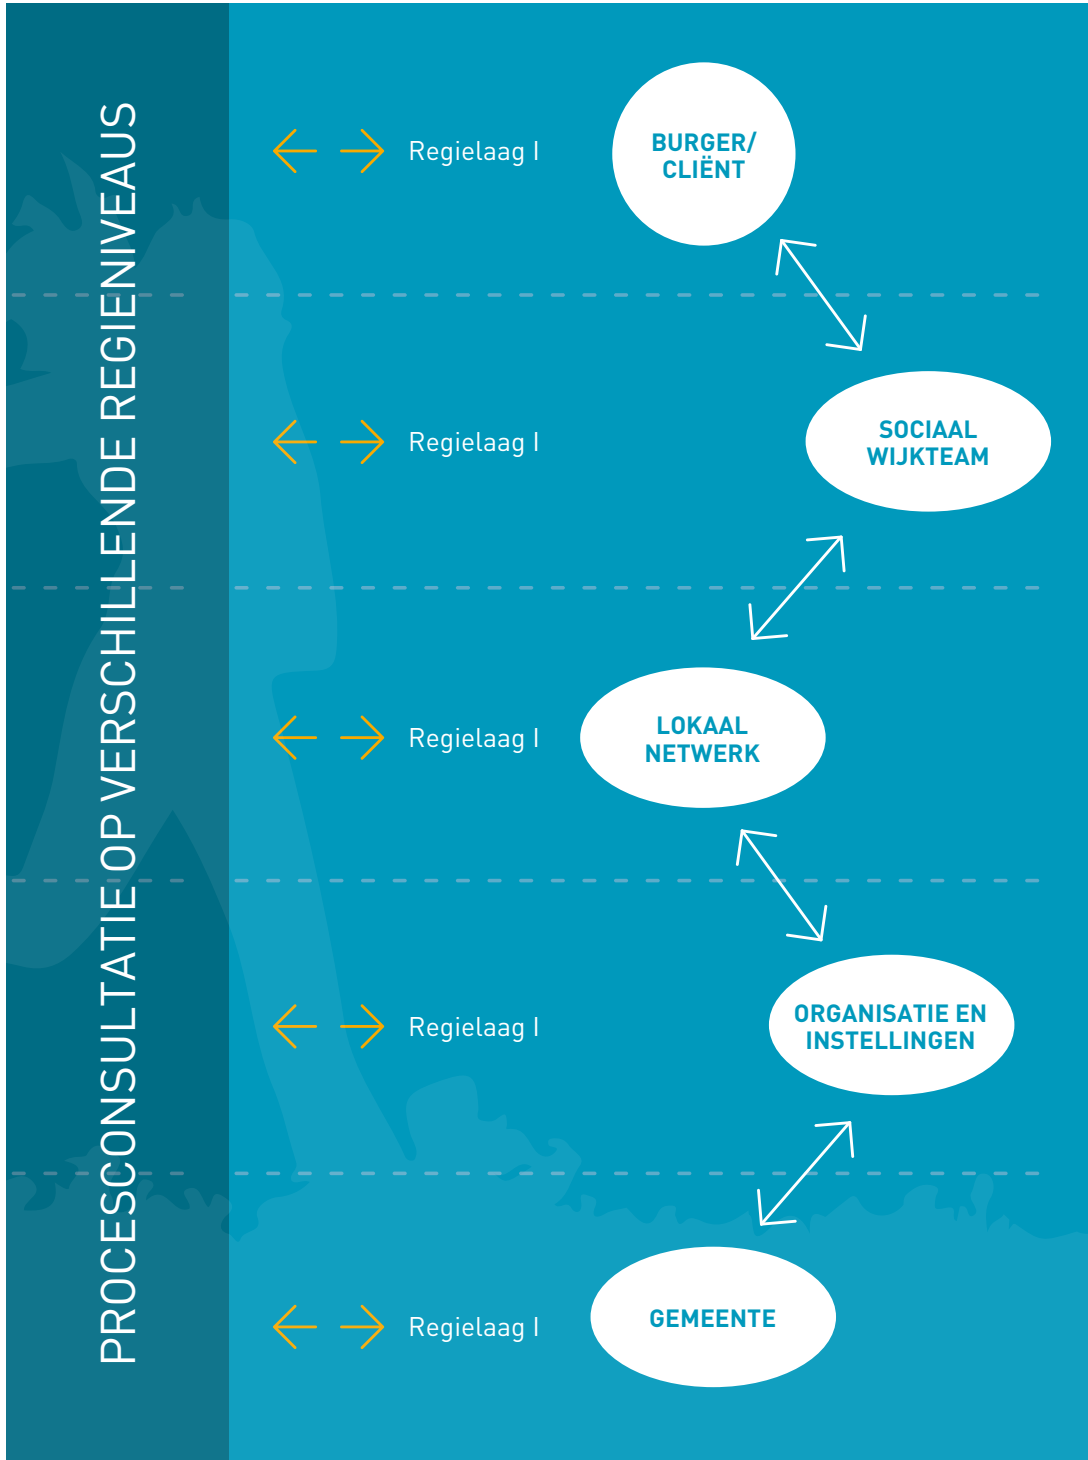 PROCESCONSULTATIE OP VERSCHILLENDE REGIENIVEAUS
Regielaag I
BURGER/
CLIËNT
Regielaag I
SOCIAAL
WIJKTEAM
Regielaag I
LOKAAL
NETWERK
Regielaag I
ORGANISATIE EN
INSTELLINGEN
Regielaag I
GEMEENTE